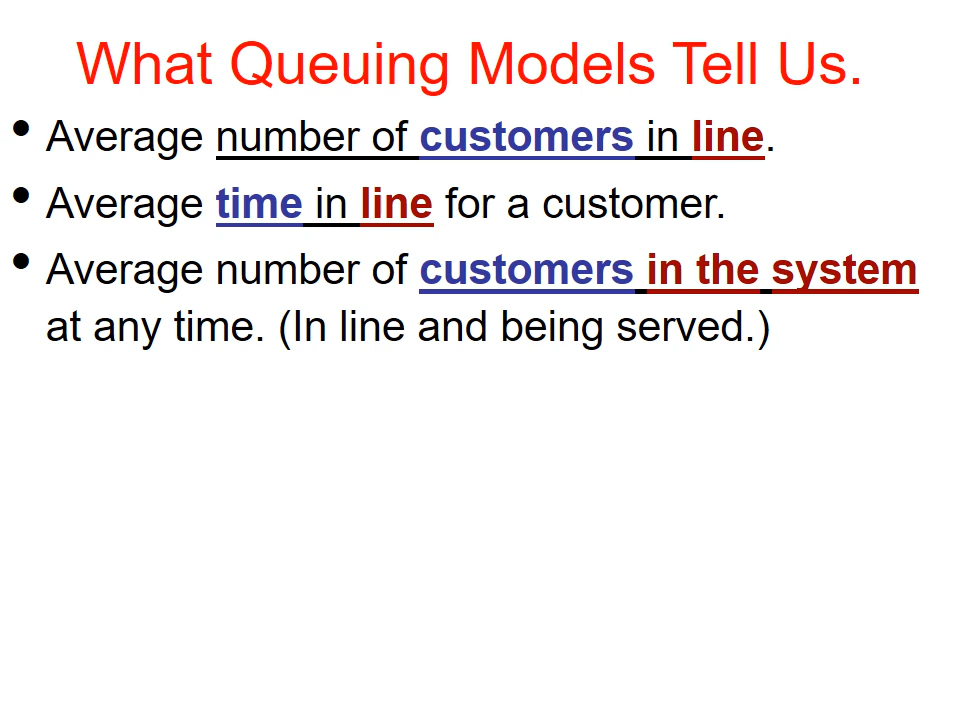 What Queuing Models Tell Us.
• Average number of customers in line.
• Average time in line for a customer.
• Average number of customers in the system
at any time. (In line and being served.)